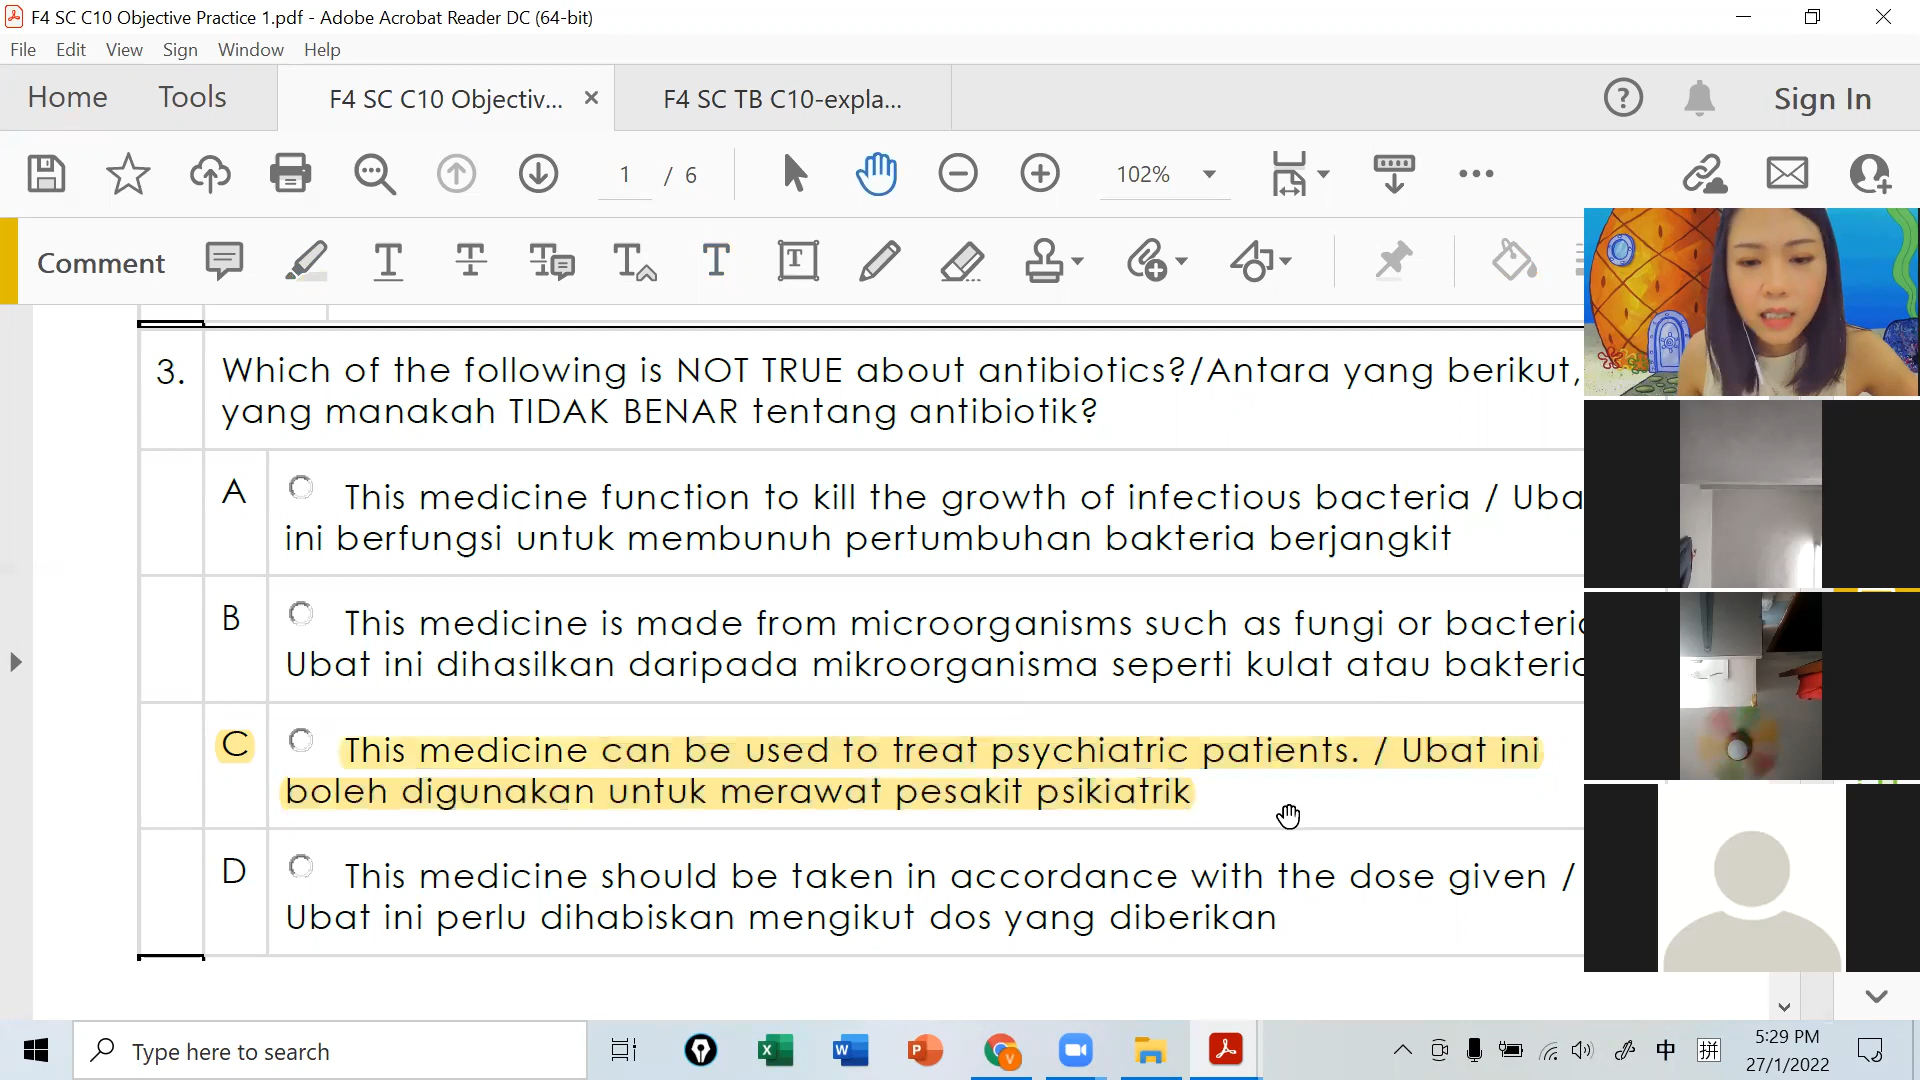 F4 SC C10 Objective Practice 1.pdf - Adobe Acrobat Reader DC (64-bit)
File Edit View Sign Window Help
Home Tools F4 SC C10 Objectiv... F4 SC TB C10-expla... Sign In
1 / 6 102%
Comment
3. Which of the following is NOT TRUE about antibiotics?/Antara yang berikut,
yang manakah TIDAK BENAR tentang antibiotik?
A This medicine function to kill the growth of infectious bacteria / Uba
ini berfungsi untuk membunuh pertumbuhan bakteria berjangkit
B This medicine is made from microorganisms such as fungi or bacteria
Ubat ini dihasilkan daripada mikroorganisma seperti kulat atau bakteria
C This medicine can be used to treat psychiatric patients. / Ubat ini
boleh digunakan untuk merawat pesakit psikiatrik
D This medicine should be taken in accordance with the dose given /
Ubat ini perlu dihabiskan mengikut dos yang diberikan
Type here to search
中 拼
5:29 PM
27/1/2022